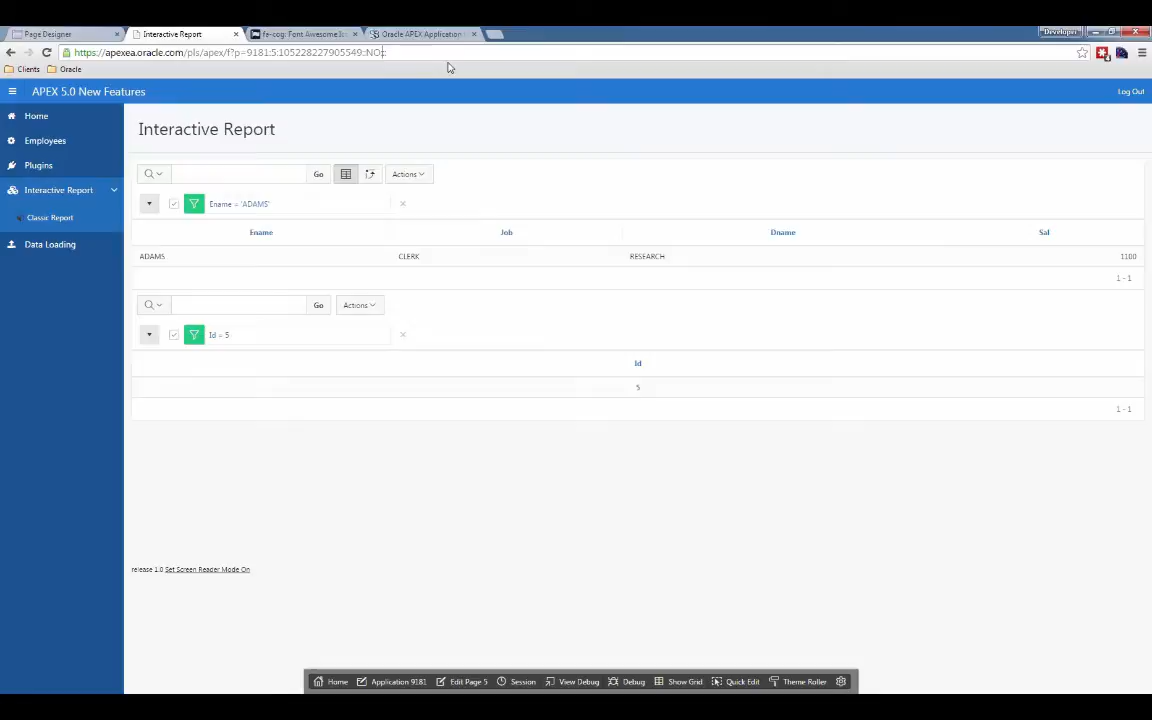 Page Designer
Interactive Report
fa-cog: Font Awesome Ic
Oracle APEX Application
https://apexea.oracle.com/pls/apex/f?p=9181:5:105228227905549::NO::
Clients
Oracle
APEX 5.0 New Features
Log Out
Home
Employees
Plugins
Interactive Report
Classic Report
Data Loading
Interactive Report
Go
Actions
Ename = 'ADAMS'
Ename Job Dname Sal
ADAMS CLERK RESEARCH 1100
1 - 1
Go
Actions
Id = 5
Id
5
1 - 1
release 1.0 Set Screen Reader Mode On
Home Application 9181 Edit Page 5 Session View Debug Debug Show Grid Quick Edit Theme Roller